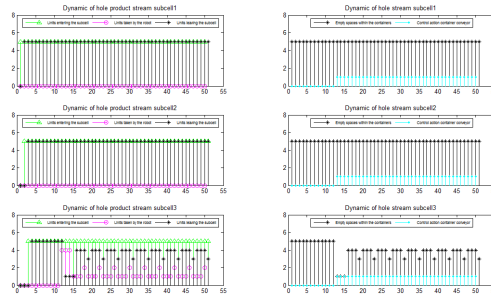 Dynamic of hole product stream subcell1
Units entering the subcell Units taken by the robot Units leaving the subcell
8
6
4
2
0
0 5 10 15 20 25 30 35 40 45 50 55
Dynamic of hole stream subcell1
Empty spaces within the containers Control action container conveyor
8
6
4
2
0
0 5 10 15 20 25 30 35 40 45 50
Dynamic of hole product stream subcell2
Units entering the subcell Units taken by the robot Units leaving the subcell
8
6
4
2
0
0 5 10 15 20 25 30 35 40 45 50 55
Dynamic of hole stream subcell2
Empty spaces within the containers Control action container conveyor
8
6
4
2
0
0 5 10 15 20 25 30 35 40 45 50
Dynamic of hole product stream subcell3
Units entering the subcell Units taken by the robot Units leaving the subcell
8
6
4
2
0
0 5 10 15 20 25 30 35 40 45 50 55
Dynamic of hole stream subcell3
Empty spaces within the containers Control action container conveyor
8
6
4
2
0
0 5 10 15 20 25 30 35 40 45 50